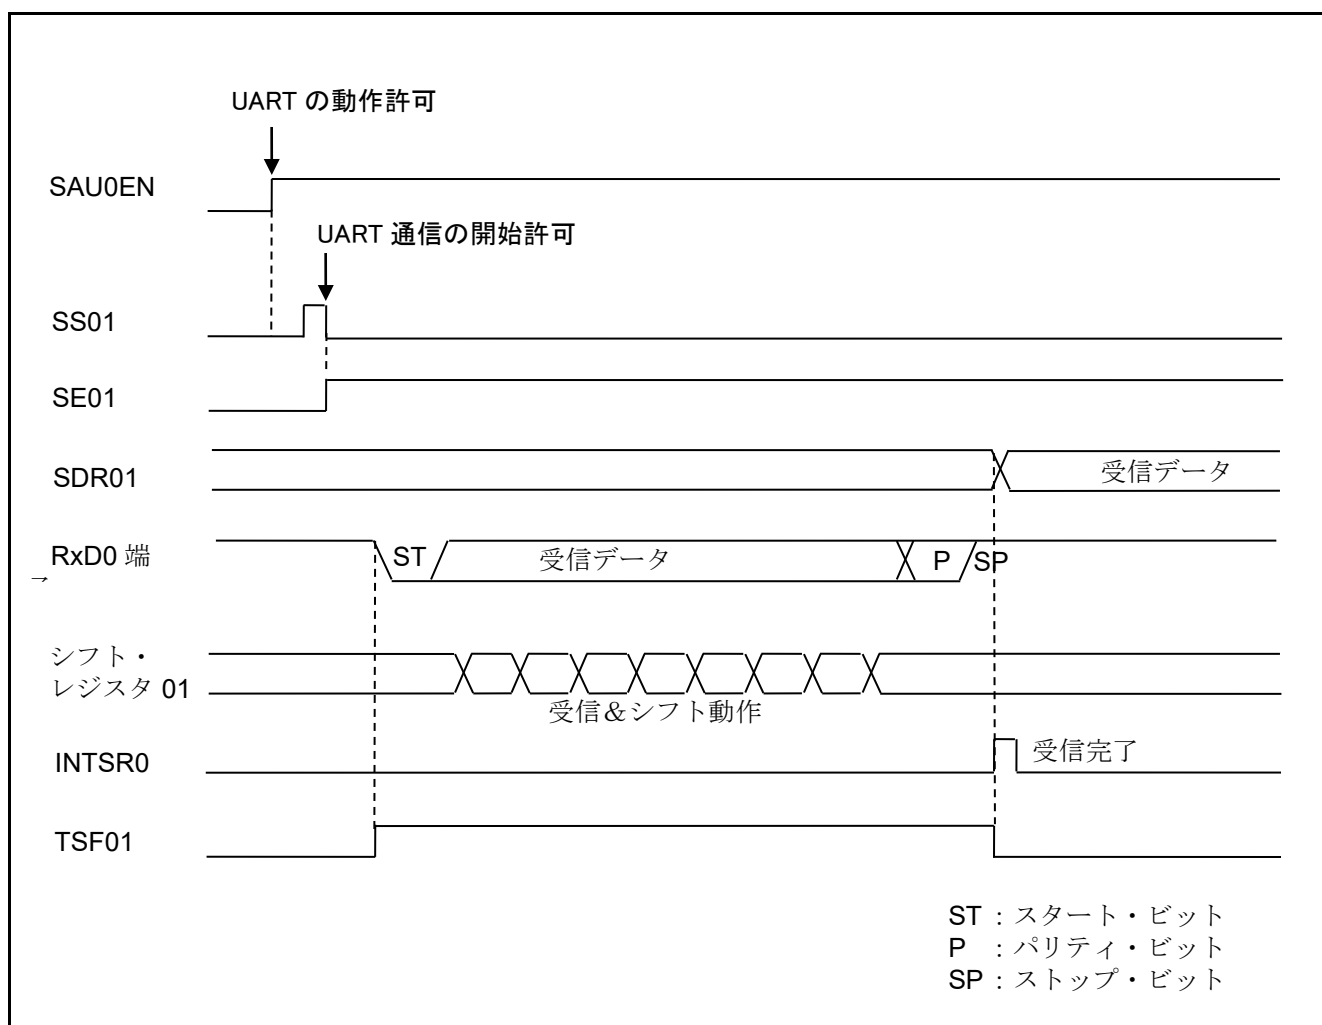 UART の動作許可
SAU0EN
UART 通信の開始許可
SS01
SE01
SDR01
受信データ
RxD0 端
ST
受信データ
P
SP
シフト・
レジスタ 01
受信&シフト動作
INTSR0
受信完了
TSF01
ST : スタート・ビット
P : パリティ・ビット
SP : ストップ・ビット